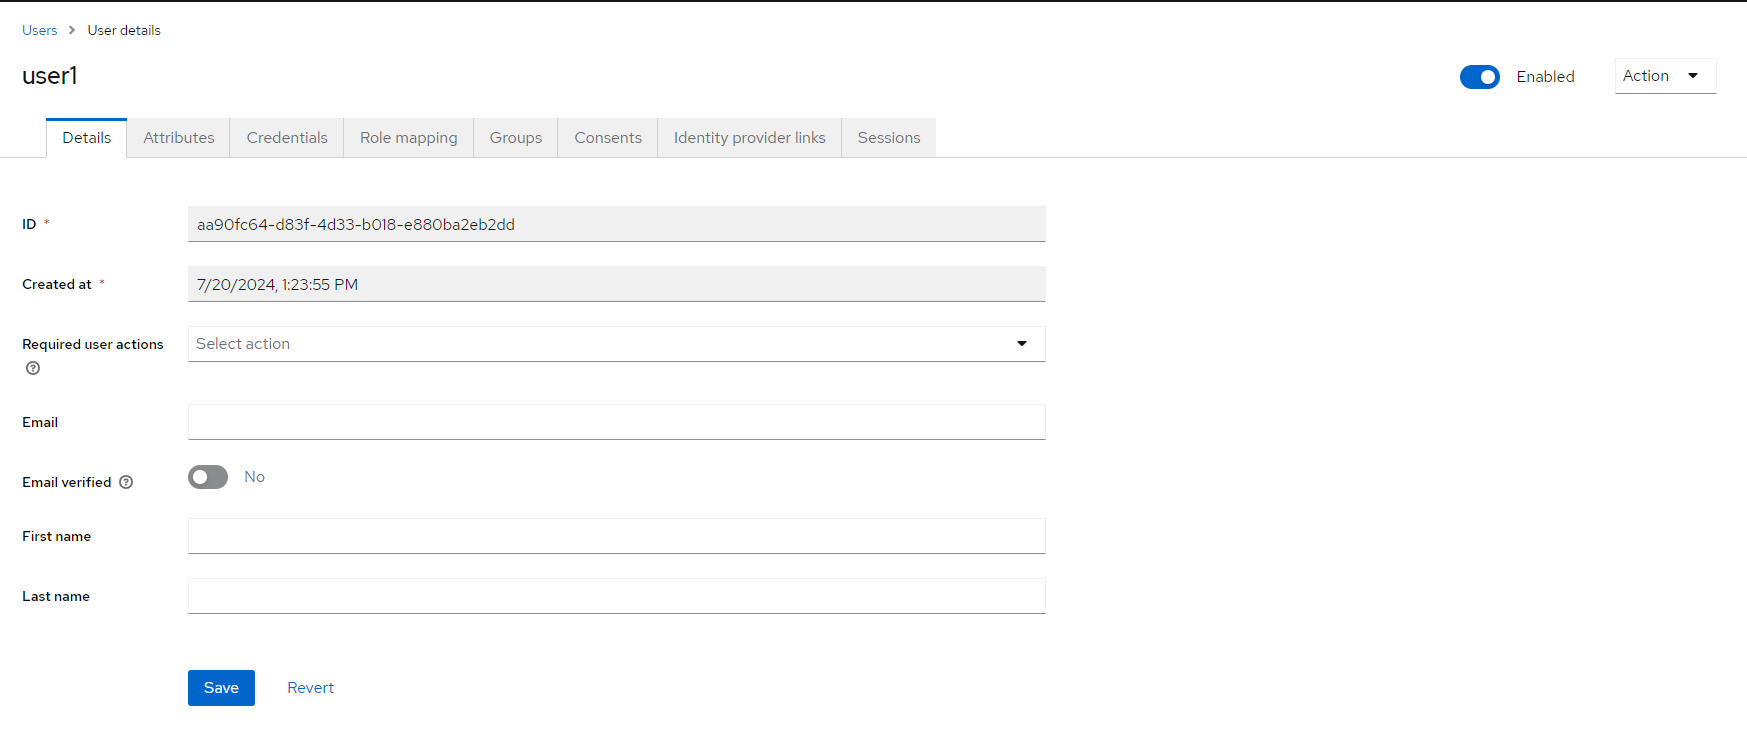 Users > User details
user1
Enabled
Action
Details Attributes Credentials Role mapping Groups Consents Identity provider links Sessions
ID *
aa90fc64-d83f-4d33-b018-e880ba2eb2dd
Created at *
7/20/2024, 1:23:55 PM
Required user actions
Select action
Email
Email verified
No
First name
Last name
Save Revert